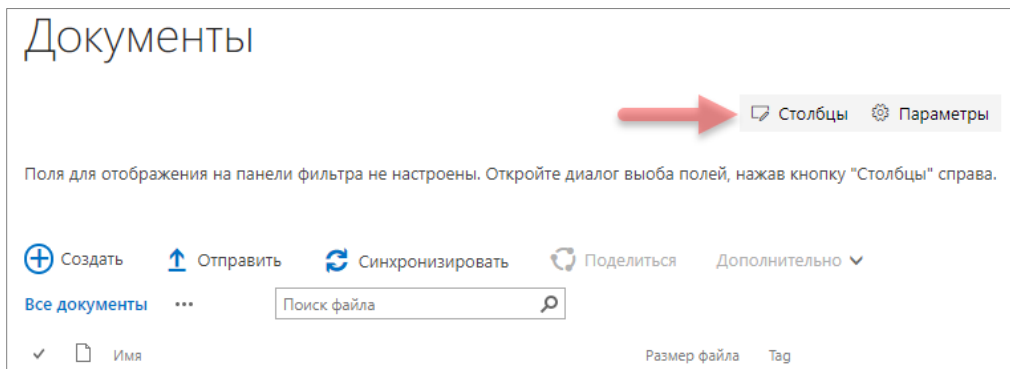 Документы
Столбцы Параметры
Поля для отображения на панели фильтра не настроены. Откройте диалог выоба полей, нажав кнопку "Столбцы" справа.
Создать Отправить Синхронизировать Поделиться Дополнительно
Все документы ••• Поиск файла
Имя Размер файла Tag